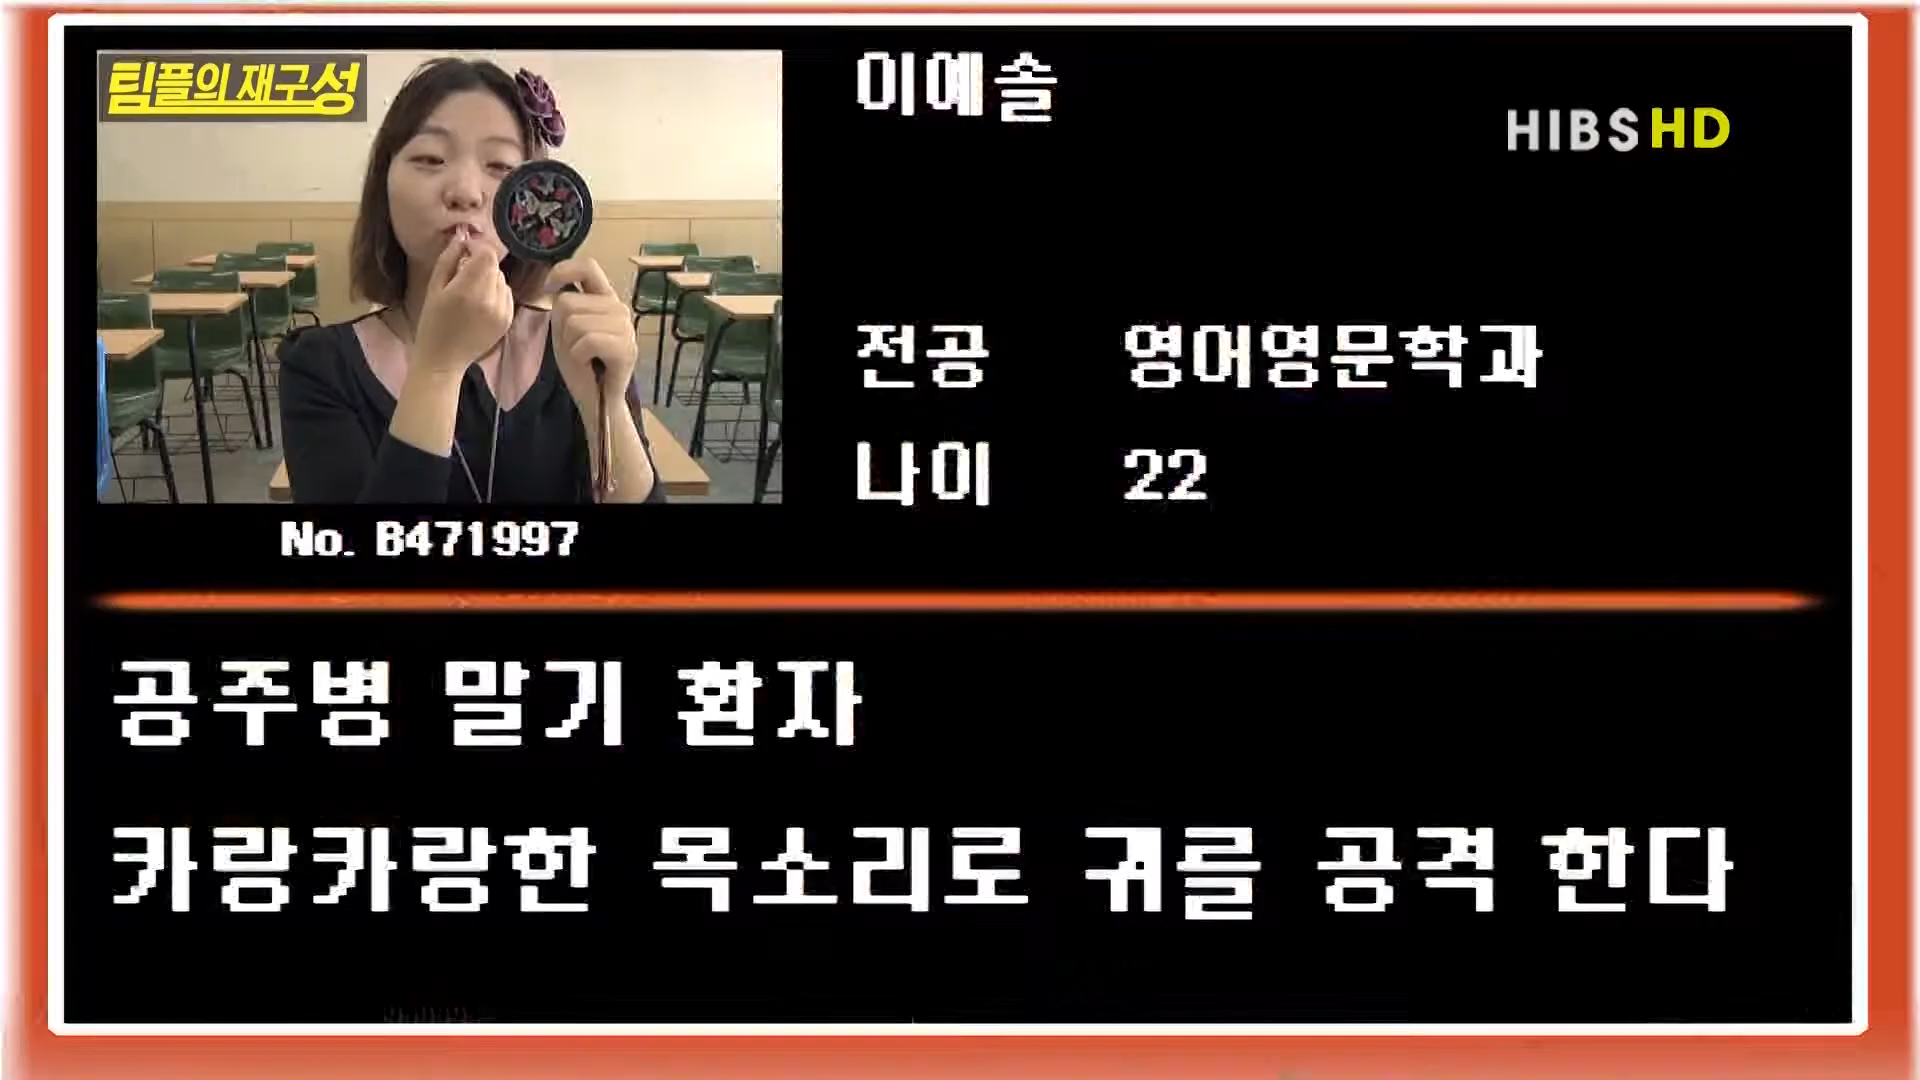 팀플의 재구성
이예솔
HIBS HD
전공 영어영문학과
나이 22
No. B471997
공주병 말기 환자
카랑카랑한 목소리로 귀를 공격 한다